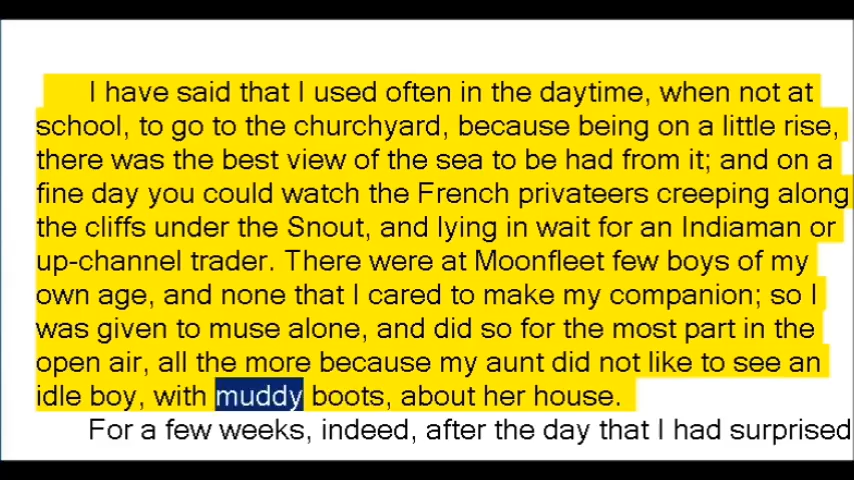 I have said that I used often in the daytime, when not at
school, to go to the churchyard, because being on a little rise,
there was the best view of the sea to be had from it; and on a
fine day you could watch the French privateers creeping along
the cliffs under the Snout, and lying in wait for an Indiaman or
up-channel trader. There were at Moonfleet few boys of my
own age, and none that I cared to make my companion; so I
was given to muse alone, and did so for the most part in the
open air, all the more because my aunt did not like to see an
idle boy, with muddy boots, about her house.
For a few weeks, indeed, after the day that I had surprised